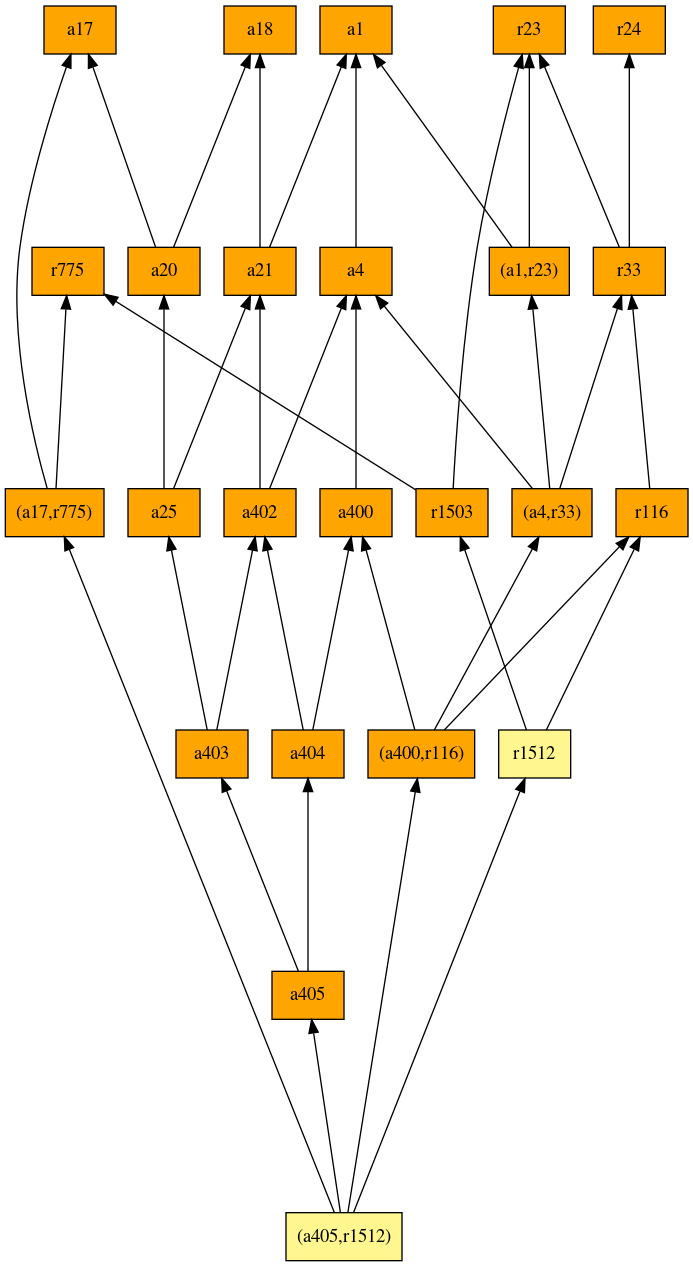 a17
a18
a1
r23
r24
r775
a20
a21
a4
(a1,r23)
r33
(a17,r775)
a25
a402
a400
r1503
(a4,r33)
r116
a403
a404
(a400,r116)
r1512
a405
(a405,r1512)